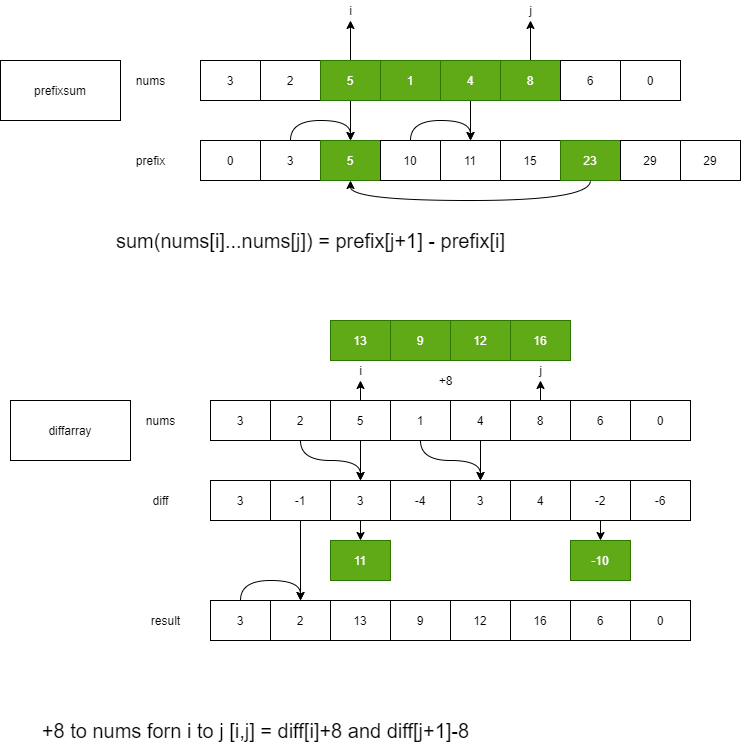 i j
prefixsum nums 3 2 5 1 4 8 6 0
prefix 0 3 5 10 11 15 23 29 29
sum(nums[i]...nums[j]) = prefix[j+1] - prefix[i]
13 9 12 16
i +8 j
diffarray nums 3 2 5 1 4 8 6 0
diff 3 -1 3 -4 3 4 -2 -6
11 -10
result 3 2 13 9 12 16 6 0
+8 to nums forn i to j [i,j] = diff[i]+8 and diff[j+1]-8